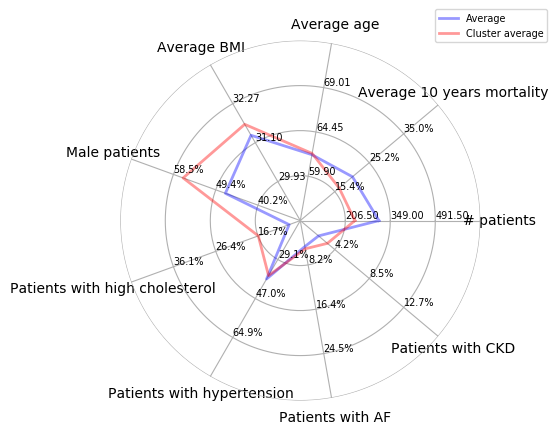 Average age
Average
Cluster average
Average BMI
69.01
Average 10 years mortality
32.27
35.0%
64.45
31.10
Male patients
25.2%
58.5%
59.90
29.93
49.4%
15.4%
40.2%
206.50
349.00
491.50
# patients
16.7%
4.2%
26.4%
29.1%
8.2%
36.1%
8.5%
Patients with high cholesterol
47.0%
16.4%
12.7%
64.9%
24.5%
Patients with CKD
Patients with hypertension
Patients with AF